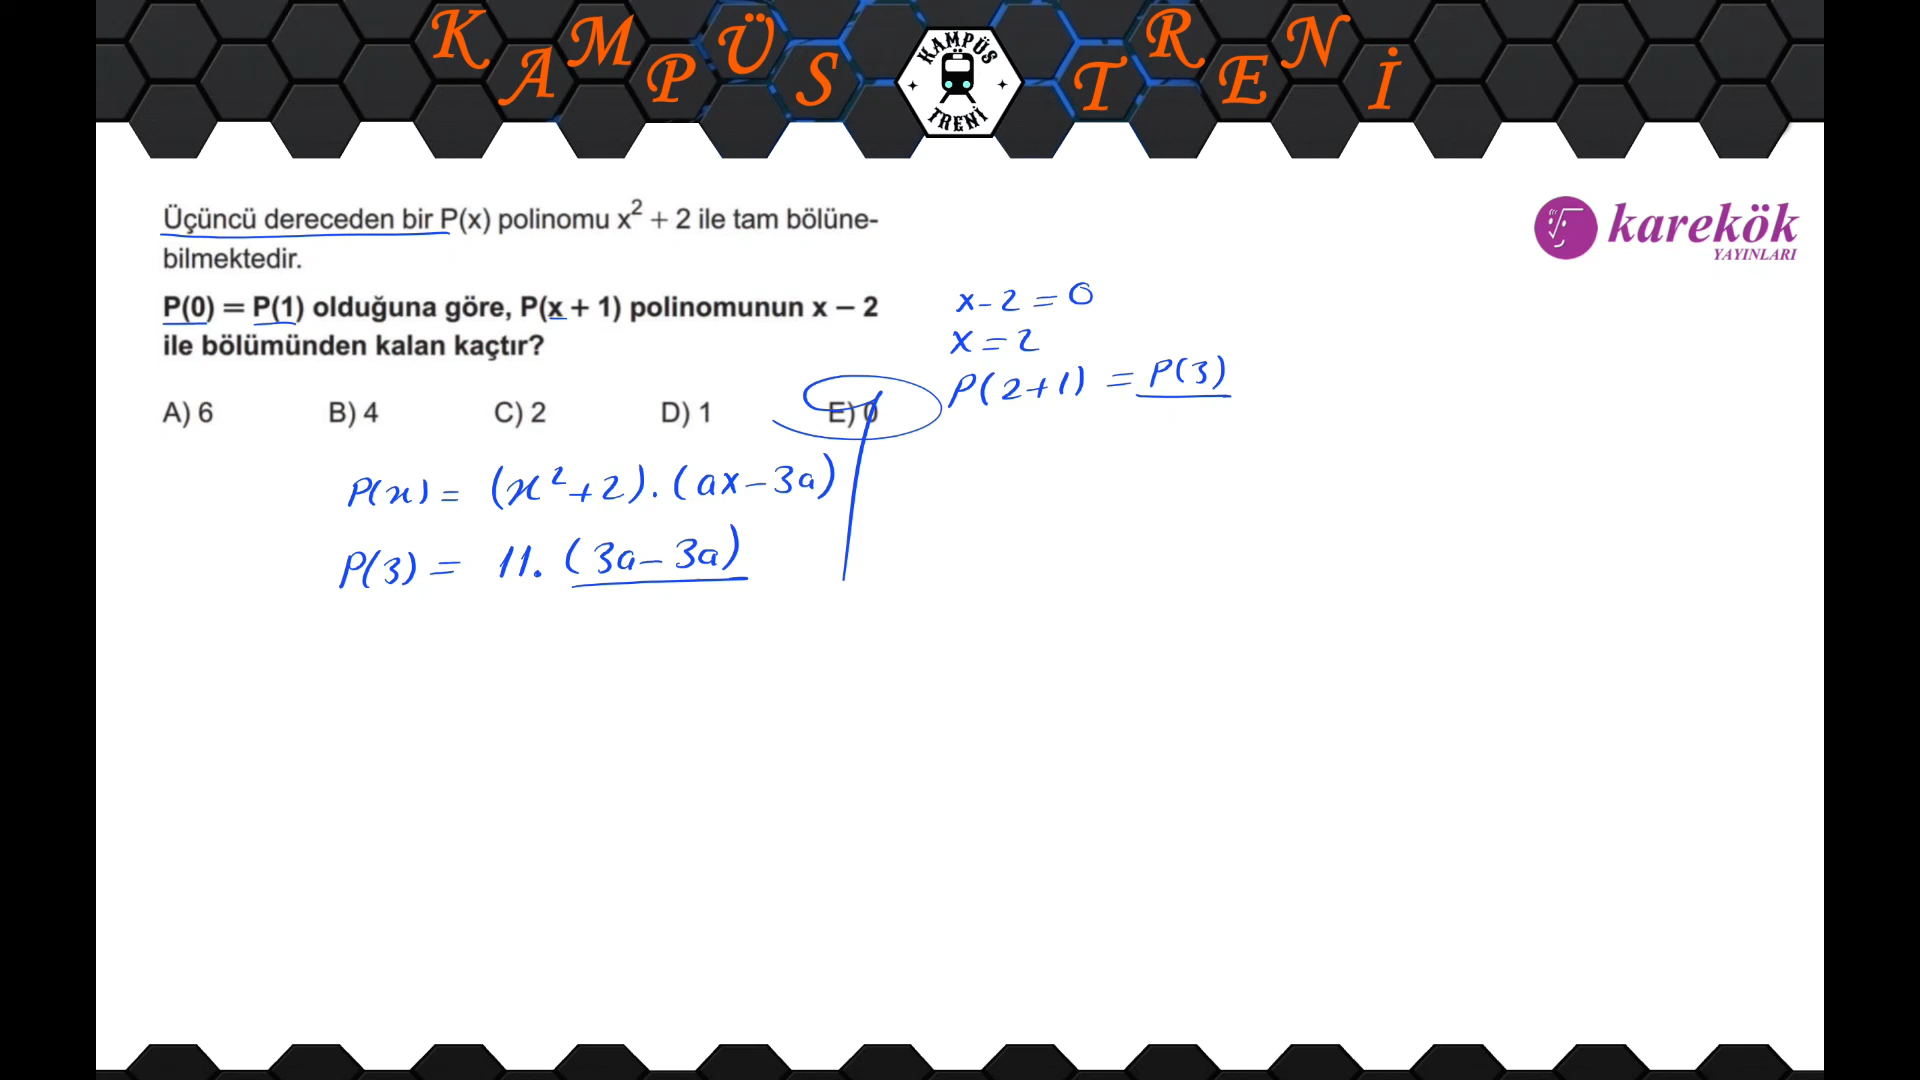 KAMPÜS TRENİ
KAMPÜS
TRENİ
karekök
YAYINLARI
Üçüncü dereceden bir P(x) polinomu x² + 2 ile tam bölüne-
bilmektedir.
P(0) = P(1) olduğuna göre, P(x + 1) polinomunun x − 2
ile bölümünden kalan kaçtır?
A) 6 B) 4 C) 2 D) 1 E) 0
x-2 = 0
x = 2
P(2+1) = P(3)
P(x) = (x²+2).(ax-3a)
P(3) = 11.(3a-3a)